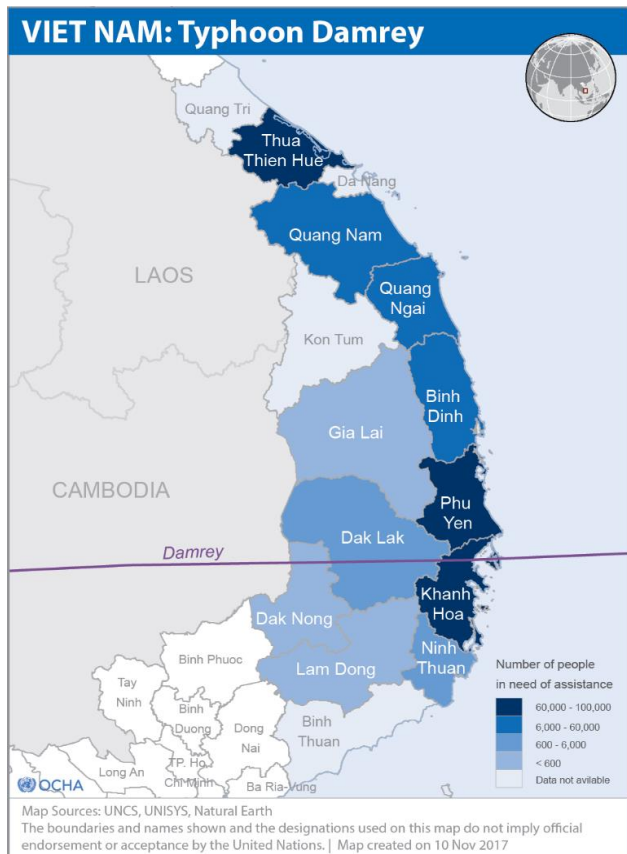 VIET NAM: Typhoon Damrey
Quang Tri
Thua
Thien Hue
Da Nang
Quang Nam
LAOS
Quang
Ngai
Kon Tum
Binh
Dinh
Gia Lai
CAMBODIA
Phu
Yen
Dak Lak
Damrey
Khanh
Hoa
Dak Nong
Ninh
Thuan
Binh Phuoc
Lam Dong
Tay
Ninh
Binh
Duong
Dong
Nai
Binh
Thuan
TP. Ho
Chi Minh
Long An
Ba Ria-Vung
Number of people
in need of assistance
60,000 - 100,000
6,000 - 60,000
600 - 6,000
< 600
Data not avilable
OCHA
Map Sources: UNCS, UNISYS, Natural Earth
The boundaries and names shown and the designations used on this map do not imply official
endorsement or acceptance by the United Nations. | Map created on 10 Nov 2017